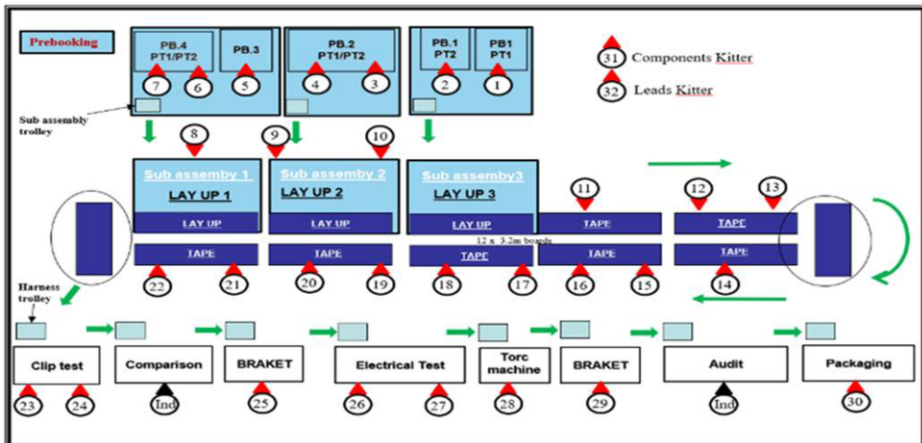 Prebooking
PB.4
PT1/PT2
PB.3
PB.2
PT1/PT2
PB.1
PT2
PB1
PT1
31 Components Kitter
32 Leads Kitter
7
6
5
4
3
2
1
Sub assembly
trolley
8
9
10
Sub assemby 1
LAY UP 1
Sub assemby 2
LAY UP 2
Sub assemby3
LAY UP 3
11
12
13
LAY UP
LAY UP
LAY UP
TAPE
TAPE
12 x 3.2m boards
TAPE
TAPE
TAPE
TAPE
TAPE
22
21
20
19
18
17
16
15
14
Harness
trolley
Clip test
Comparison
BRAKET
Electrical Test
Torc
machine
BRAKET
Audit
Packaging
23
24
Ind
25
26
27
28
29
Ind
30